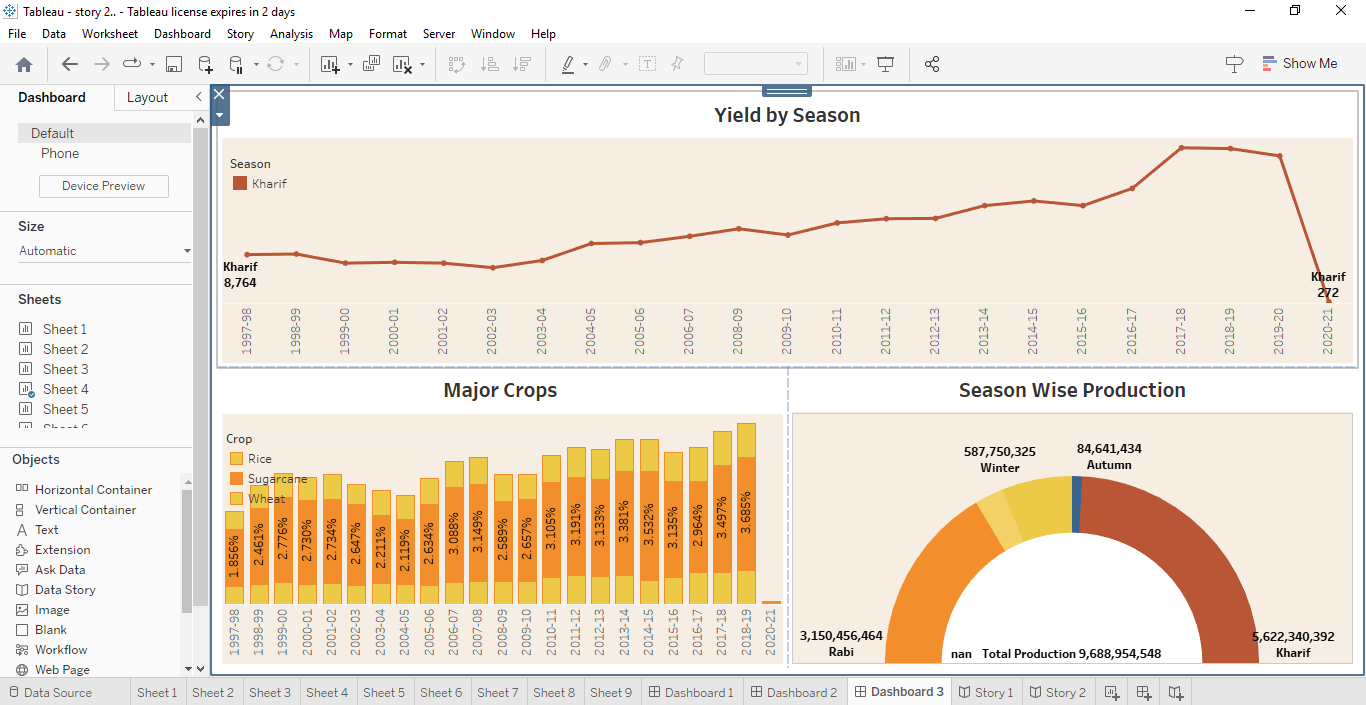 Tableau - story 2.. - Tableau license expires in 2 days
File Data Worksheet Dashboard Story Analysis Map Format Server Window Help
Show Me
Dashboard Layout
Default
Phone
Device Preview
Size
Automatic
Sheets
Sheet 1
Sheet 2
Sheet 3
Sheet 4
Sheet 5
Objects
Horizontal Container
Vertical Container
Text
Extension
Ask Data
Data Story
Image
Blank
Workflow
Web Page
Yield by Season
Season
Kharif
Kharif
8,764
Kharif
272
1997-98 1998-99 1999-00 2000-01 2001-02 2002-03 2003-04 2004-05 2005-06 2006-07 2008-09 2009-10 2010-11 2011-12 2012-13 2013-14 2014-15 2015-16 2016-17 2017-18 2018-19 2019-20 2020-21
Major Crops
Crop
Rice
Sugarcane
Wheat
1.856% 2.461% 2.776% 2.730% 2.734% 2.647% 2.211% 2.119% 2.634% 3.088% 3.149% 2.589% 2.657% 3.105% 3.191% 3.133% 3.381% 3.532% 3.135% 2.964% 3.497% 3.685%
1997-98 1998-99 1999-00 2000-01 2001-02 2002-03 2003-04 2004-05 2005-06 2006-07 2007-08 2008-09 2009-10 2010-11 2011-12 2012-13 2013-14 2014-15 2015-16 2016-17 2017-18 2018-19 2020-21
Season Wise Production
587,750,325
Winter
84,641,434
Autumn
3,150,456,464
Rabi
nan Total Production 9,688,954,548
5,622,340,392
Kharif
Data Source Sheet 1 Sheet 2 Sheet 3 Sheet 4 Sheet 5 Sheet 6 Sheet 7 Sheet 8 Sheet 9 Dashboard 1 Dashboard 2 Dashboard 3 Story 1 Story 2